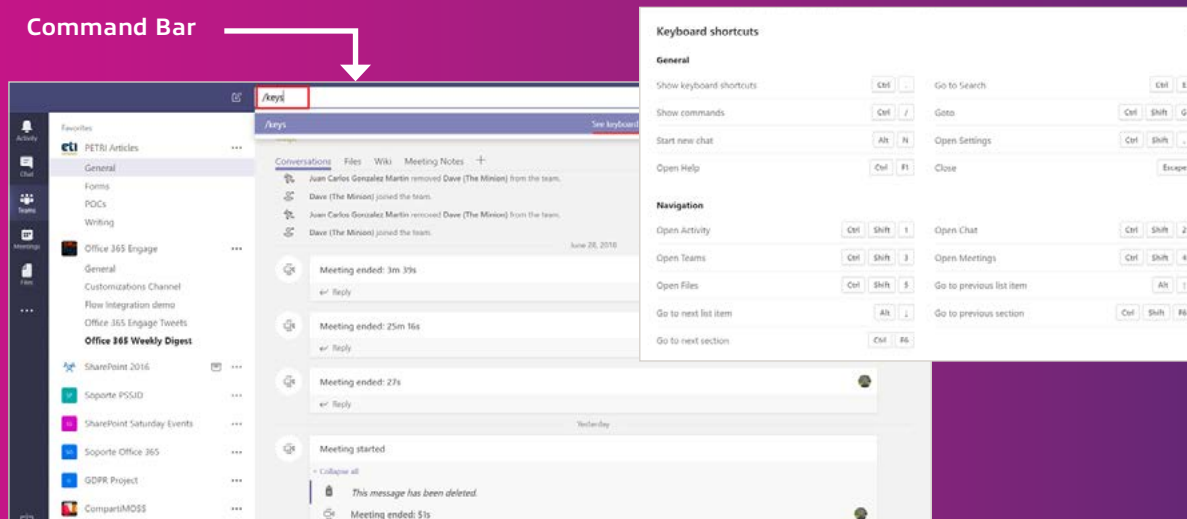 Command Bar
/keys
/keys
See keyboard
Activity
Chat
Teams
Meetings
Files
Favorites
eti PETRI Articles
General
Forms
POCs
Writing
Office 365 Engage
General
Customizations Channel
Flow Integration demo
Office 365 Engage Tweets
Office 365 Weekly Digest
SharePoint 2016
Soporte PSSJD
SharePoint Saturday Events
Soporte Office 365
GDPR Project
CompartiMOSS
Conversations Files Wiki Meeting Notes +
Juan Carlos Gonzalez Martin removed Dave (The Minion) from the team.
Dave (The Minion) joined the team.
Juan Carlos Gonzalez Martin removed Dave (The Minion) from the team.
Dave (The Minion) joined the team.
June 28, 2018
Meeting ended: 3m 39s
Reply
Meeting ended: 25m 16s
Reply
Meeting ended: 27s
Reply
Yesterday
Meeting started
Collapse all
This message has been deleted.
Meeting ended: 51s
Keyboard shortcuts
General
Show keyboard shortcuts Ctrl . Go to Search Ctrl E
Show commands Ctrl / Goto Ctrl Shift G
Start new chat Alt N Open Settings Ctrl Shift ,
Open Help Ctrl F1 Close Escape
Navigation
Open Activity Ctrl Shift 1 Open Chat Ctrl Shift 2
Open Teams Ctrl Shift 3 Open Meetings Ctrl Shift 4
Open Files Ctrl Shift 5 Go to previous list item Alt ↑
Go to next list item Alt ↓ Go to previous section Ctrl Shift F6
Go to next section Ctrl F6